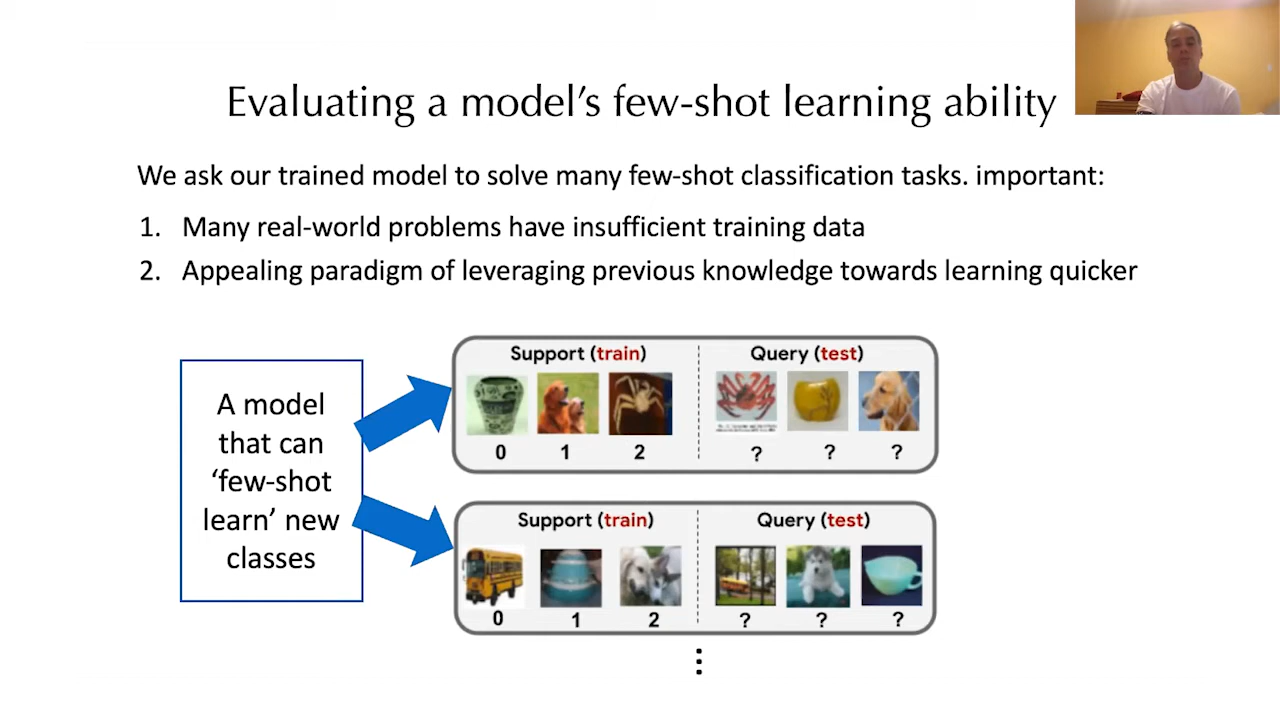 Evaluating a model's few-shot learning ability
We ask our trained model to solve many few-shot classification tasks. important:
1. Many real-world problems have insufficient training data
2. Appealing paradigm of leveraging previous knowledge towards learning quicker
A model
that can
‘few-shot
learn’ new
classes
Support (train)
Query (test)
0 1 2
? ? ?
Support (train)
Query (test)
0 1 2
? ? ?